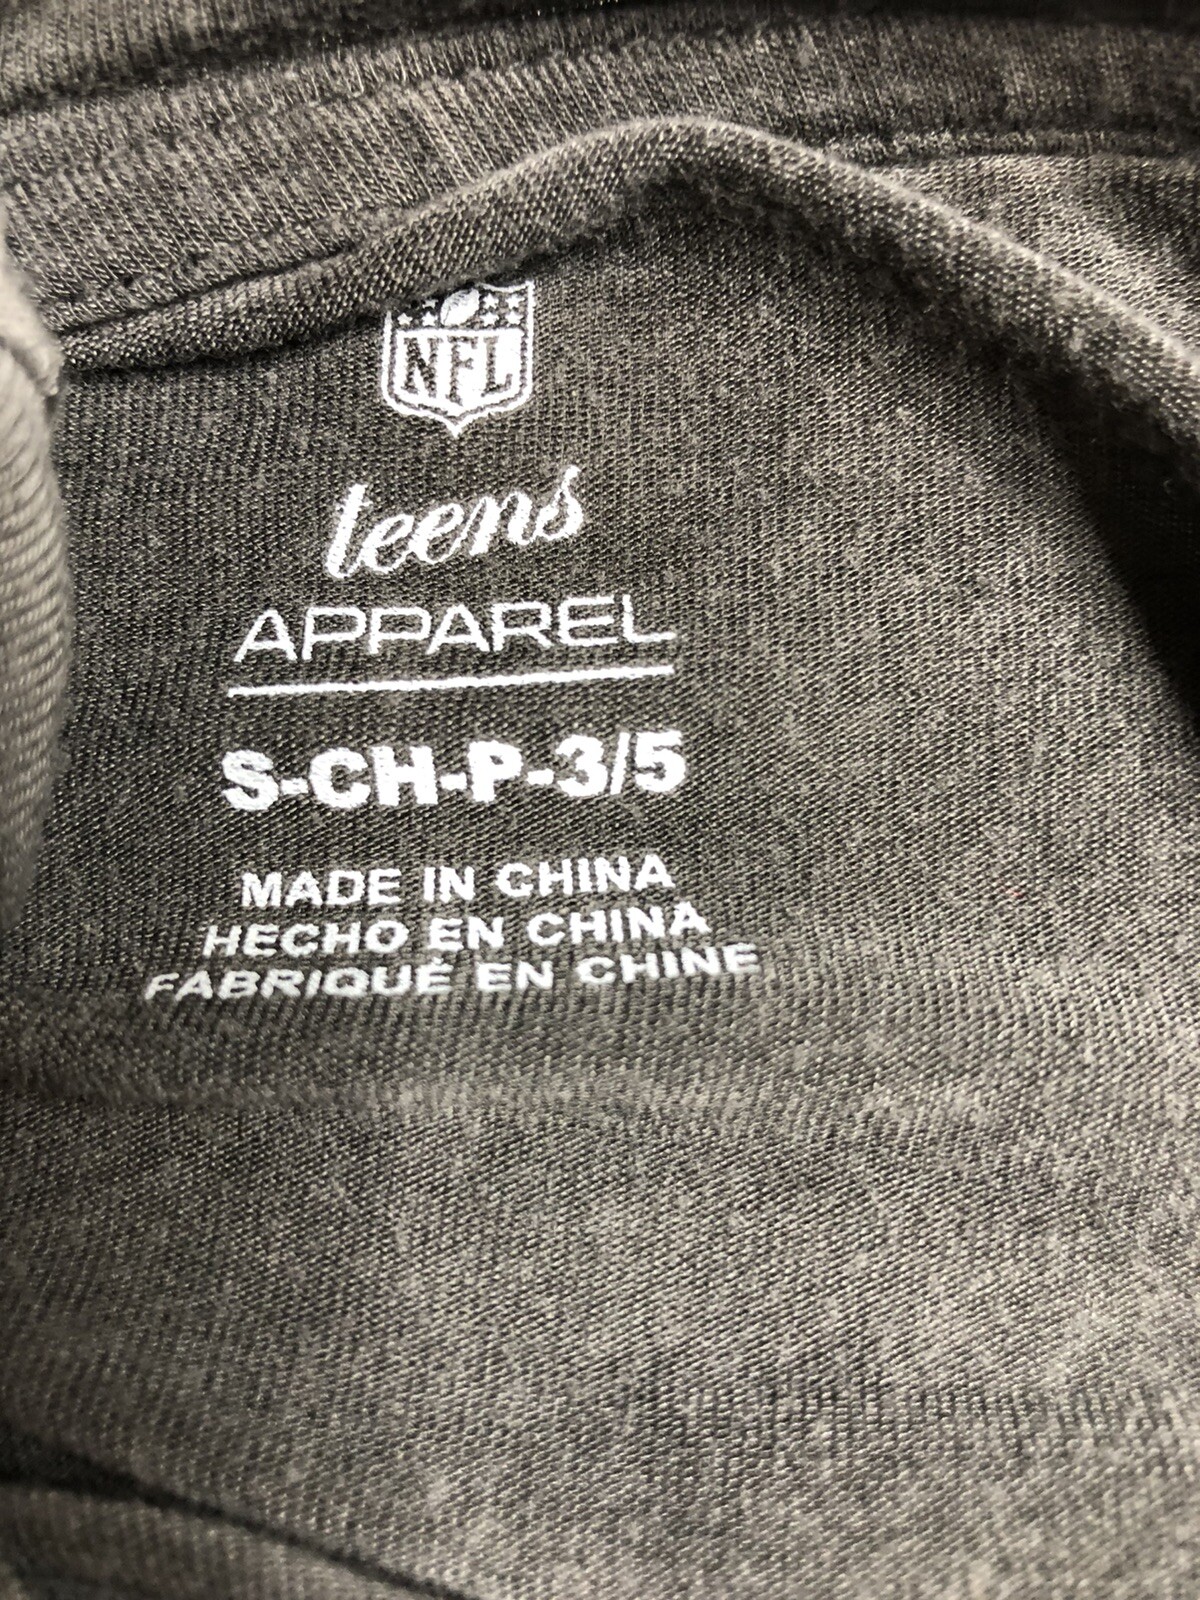 NFL
teens
APPAREL
S-CH-P-3/5
MADE IN CHINA
HECHO EN CHINA
FABRIQUÉ EN CHINE